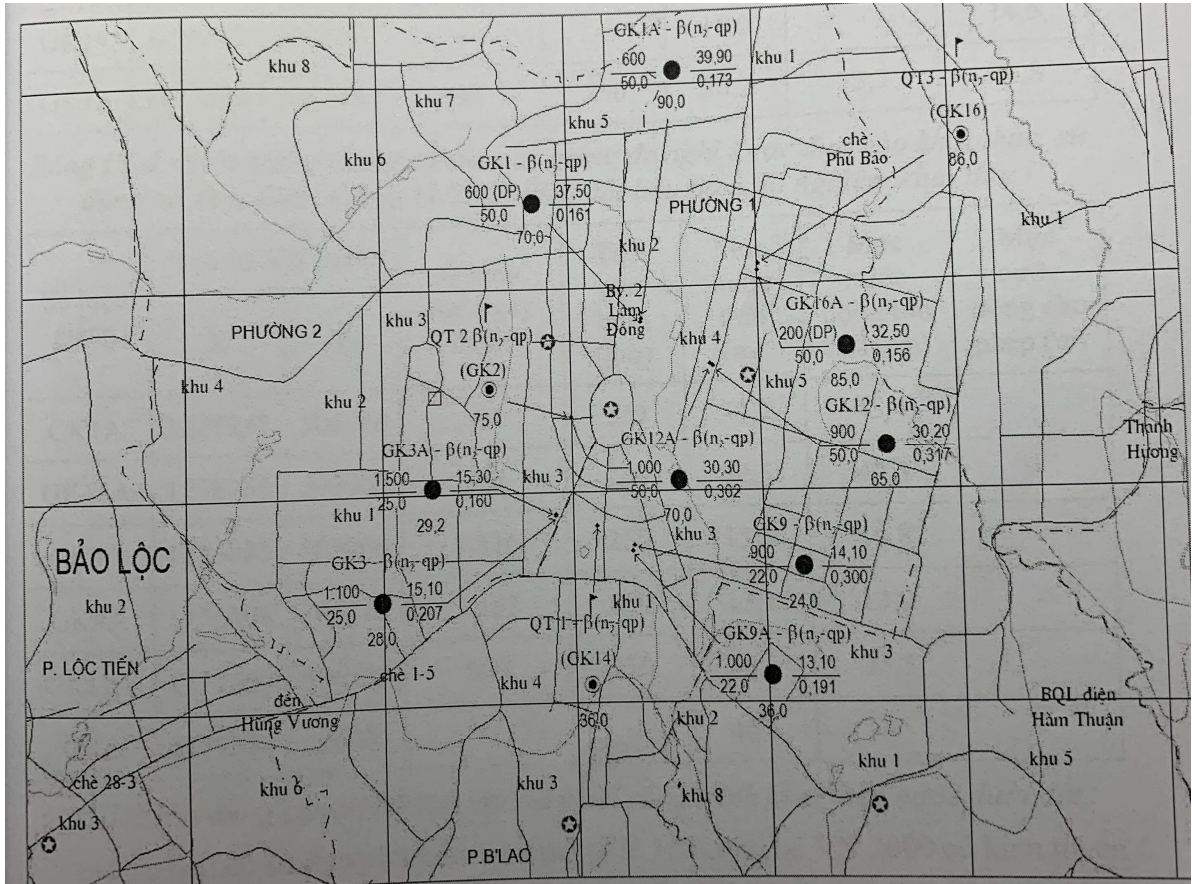 GK1A - β(n₂-qp)
600 39,90
50,0 0,173
90,0
khu 1
khu 8
khu 7
khu 5
QT3 - β(n₂-qp)
(GK16)
86,0
chè
Phú Bảo
khu 6
GK1 - β(n₂-qp)
600 (DP) 37,50
50,0 0,161
70,0
PHƯỜNG 1
khu 1
khu 2
Bv. 2
Lâm
Đồng
GK16A - β(n₂-qp)
200 (DP) 32,50
50,0 0,156
85,0
khu 3
PHƯỜNG 2
QT 2 β(n₂-qp)
(GK2)
75,0
khu 4
khu 5
khu 4
khu 2
GK12 - β(n₂-qp)
900 30,20
50,0 0,317
65,0
Thanh
Hương
GK12A - β(n₂-qp)
1.000 30,30
50,0 0,362
70,0
GK3A - β(n₂-qp)
1.500 15,30
25,0 0,160
29,2
khu 3
khu 1
khu 3
GK9 - β(n₂-qp)
900 14,10
22,0 0,300
24,0
BẢO LỘC
GK3 - β(n₂-qp)
1.100 15,10
25,0 0,207
28,0
khu 2
khu 1
QT 1 - β(n₂-qp)
(GK14)
36,0
GK9A - β(n₂-qp)
1.000 13,10
22,0 0,191
36,0
khu 3
P. LỘC TIẾN
chè 1-5
khu 4
đền
Hùng Vương
khu 2
BQL điện
Hàm Thuận
khu 1
khu 5
chè 28-3
khu 6
khu 3
khu 8
khu 3
P.B'LAO